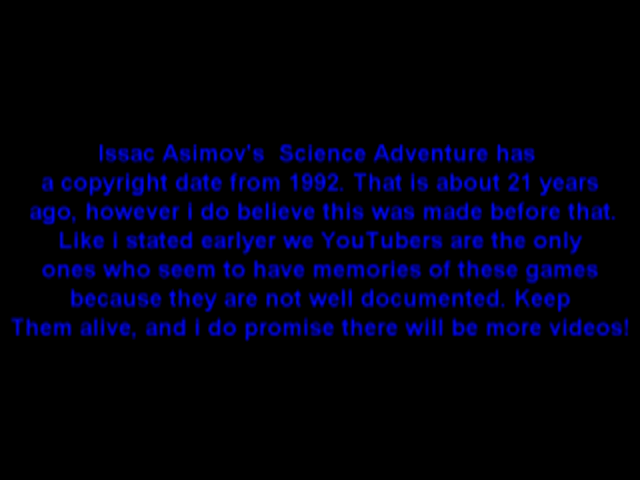 Issac Asimov's  Science Adventure has
a copyright date from 1992. That is about 21 years
ago, however i do believe this was made before that.
Like i stated earlyer we YouTubers are the only
ones who seem to have memories of these games
because they are not well documented. Keep
Them alive, and i do promise there will be more videos!